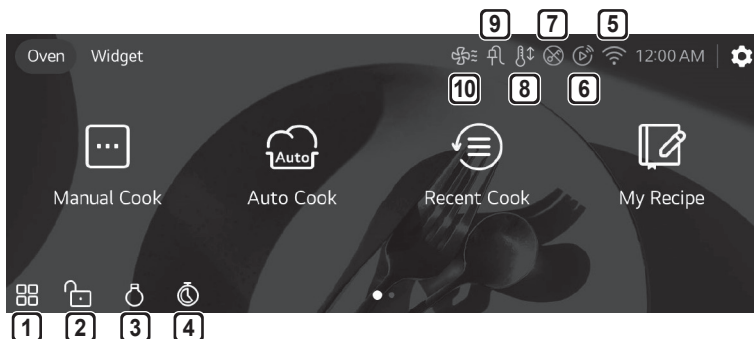 9 7 5
Oven Widget 12:00 AM
10 8 6
Auto
Manual Cook Auto Cook Recent Cook My Recipe
1 2 3 4